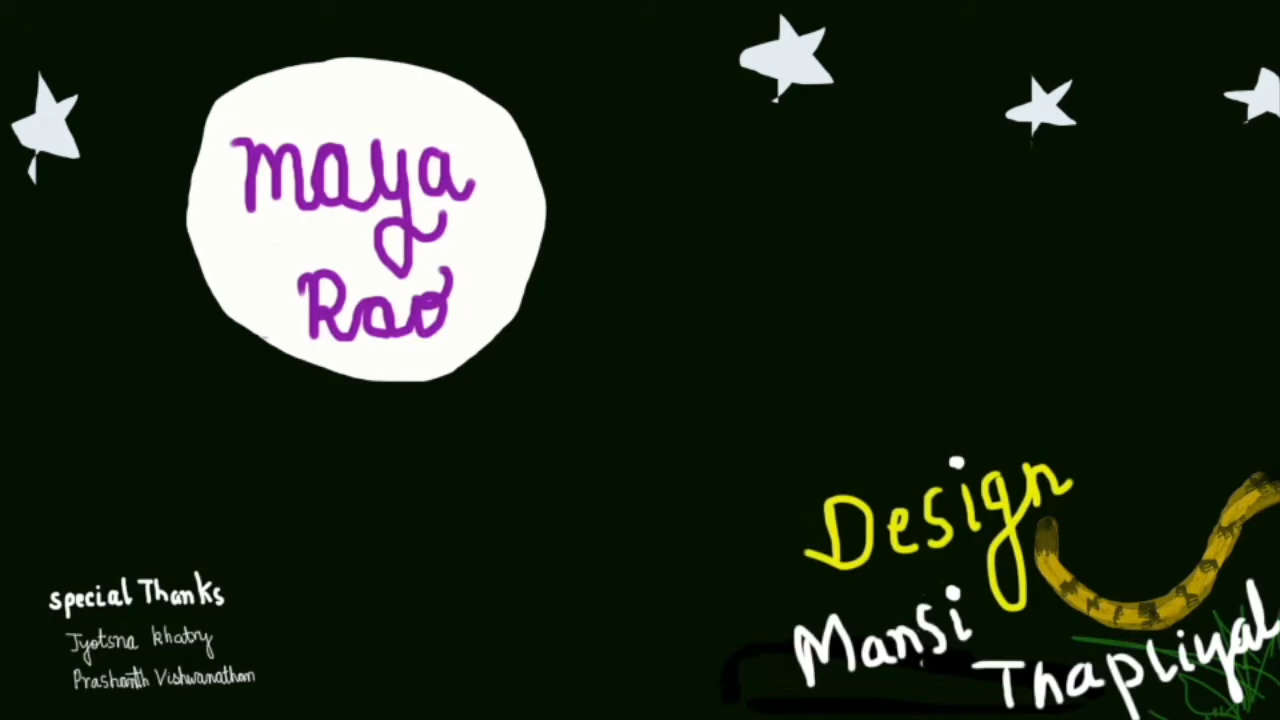 maya
Rao
Design
Mansi
Thapliyal
special Thanks
Jyotsna khatry
Prashanth Vishwanathan